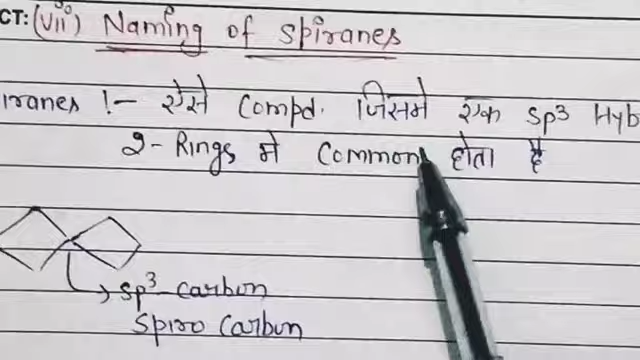 CT: (vii) Naming of spiranes
iranes :- ऐसे Compd. जिसमे एक sp³ Hyb
2-Rings मे Common होता है
sp³ carbon
Spiro Carbon